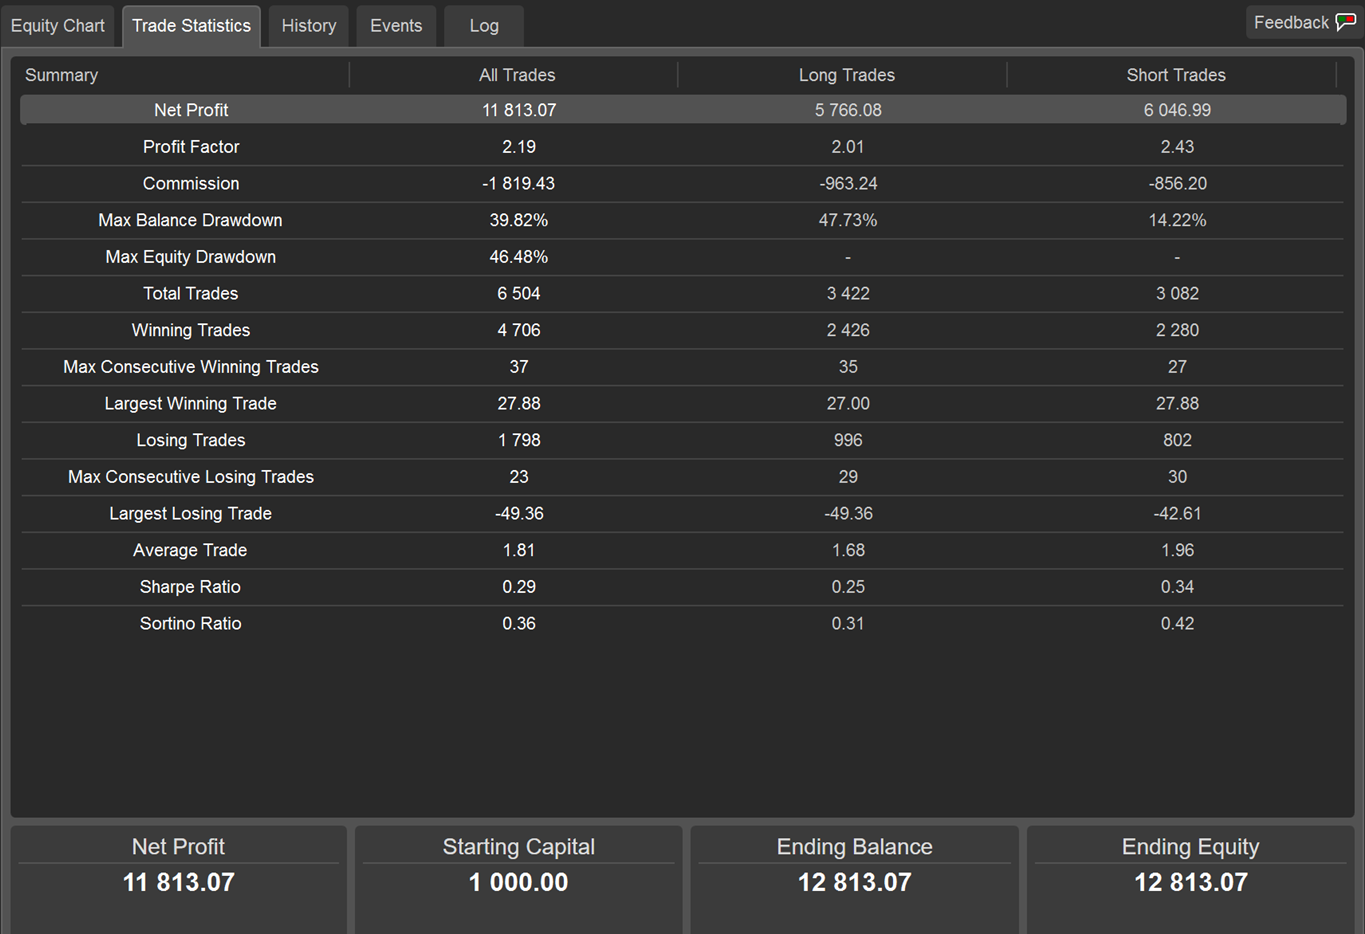 Equity Chart Trade Statistics History Events Log Feedback
Summary All Trades Long Trades Short Trades
Net Profit 11 813.07 5 766.08 6 046.99
Profit Factor 2.19 2.01 2.43
Commission -1 819.43 -963.24 -856.20
Max Balance Drawdown 39.82% 47.73% 14.22%
Max Equity Drawdown 46.48% - -
Total Trades 6 504 3 422 3 082
Winning Trades 4 706 2 426 2 280
Max Consecutive Winning Trades 37 35 27
Largest Winning Trade 27.88 27.00 27.88
Losing Trades 1 798 996 802
Max Consecutive Losing Trades 23 29 30
Largest Losing Trade -49.36 -49.36 -42.61
Average Trade 1.81 1.68 1.96
Sharpe Ratio 0.29 0.25 0.34
Sortino Ratio 0.36 0.31 0.42
Net Profit Starting Capital Ending Balance Ending Equity
11 813.07 1 000.00 12 813.07 12 813.07